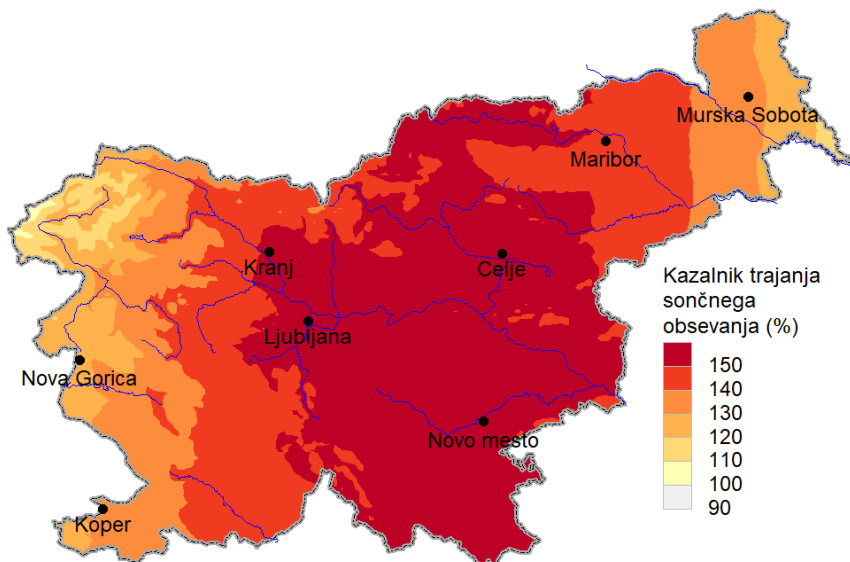 Murska Sobota
Maribor
Kranj
Celje
Ljubljana
Nova Gorica
Novo mesto
Koper
Kazalnik trajanja
sončnega
obsevanja (%)
150
140
130
120
110
100
90